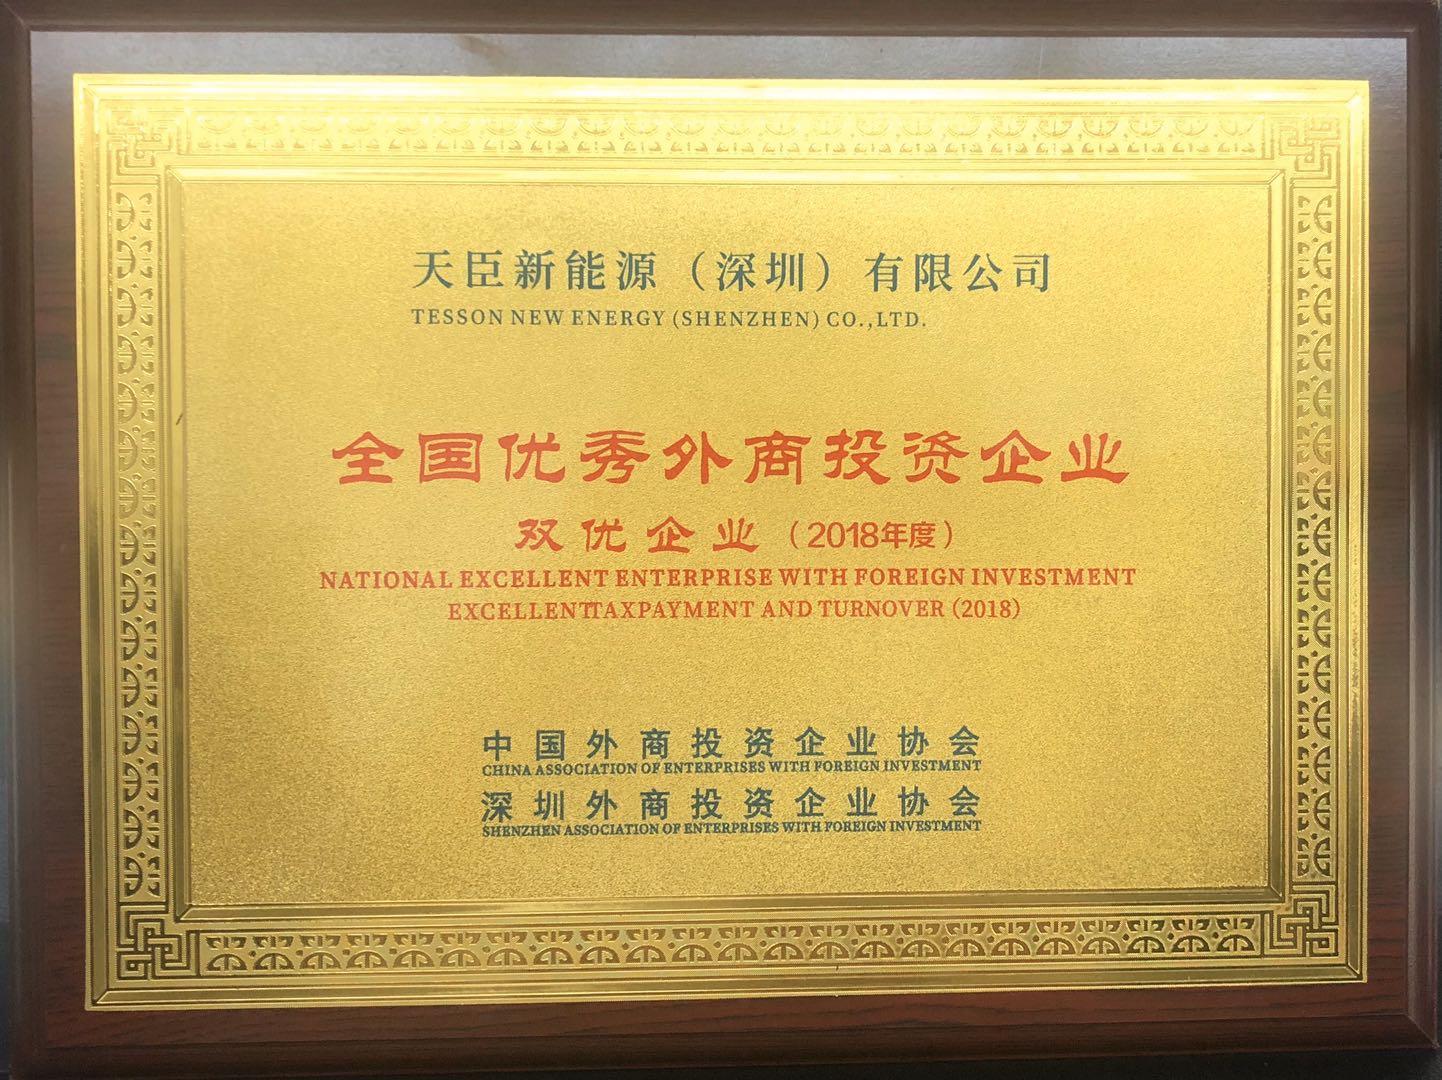 天臣新能源（深圳）有限公司
TESSON NEW ENERGY (SHENZHEN) CO.,LTD.
全国优秀外商投资企业
双优企业（2018年度）
NATIONAL EXCELLENT ENTERPRISE WITH FOREIGN INVESTMENT
EXCELLENTTAXPAYMENT AND TURNOVER (2018)
中国外商投资企业协会
CHINA ASSOCIATION OF ENTERPRISES WITH FOREIGN INVESTMENT
深圳外商投资企业协会
SHENZHEN ASSOCIATION OF ENTERPRISES WITH FOREIGN INVESTMENT